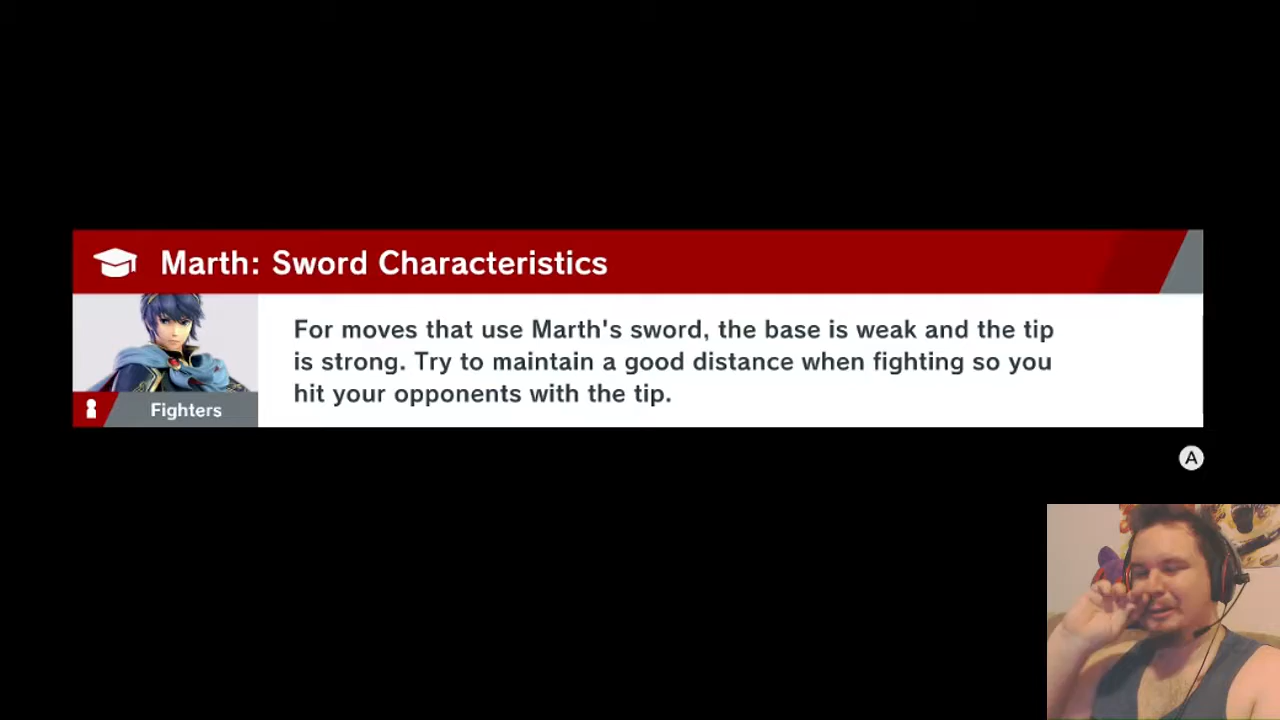 Marth: Sword Characteristics
For moves that use Marth's sword, the base is weak and the tip
is strong. Try to maintain a good distance when fighting so you
hit your opponents with the tip.
Fighters
A